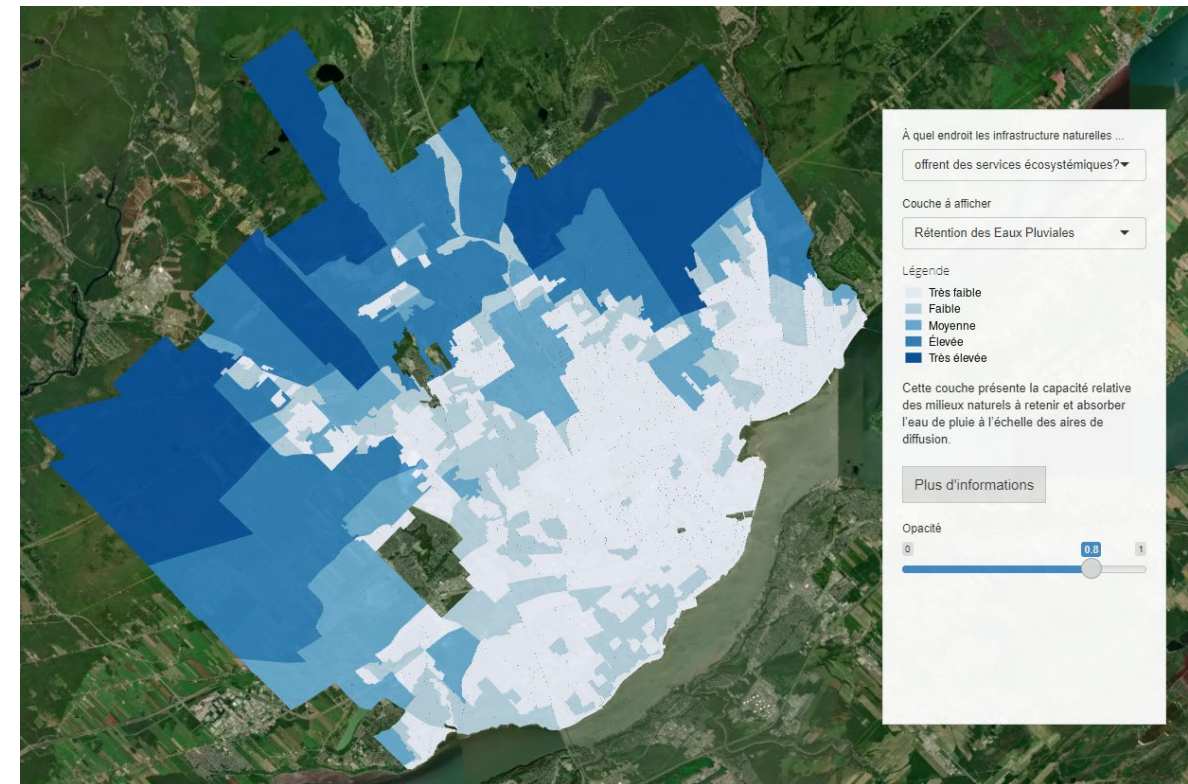 À quel endroit les infrastructure naturelles ...
offrent des services écosystémiques?
Couche à afficher
Rétention des Eaux Pluviales
Légende
Très faible
Faible
Moyenne
Élevée
Très élevée
Cette couche présente la capacité relative
des milieux naturels à retenir et absorber
l'eau de pluie à l'échelle des aires de
diffusion.
Plus d'informations
Opacité
0 0.8 1